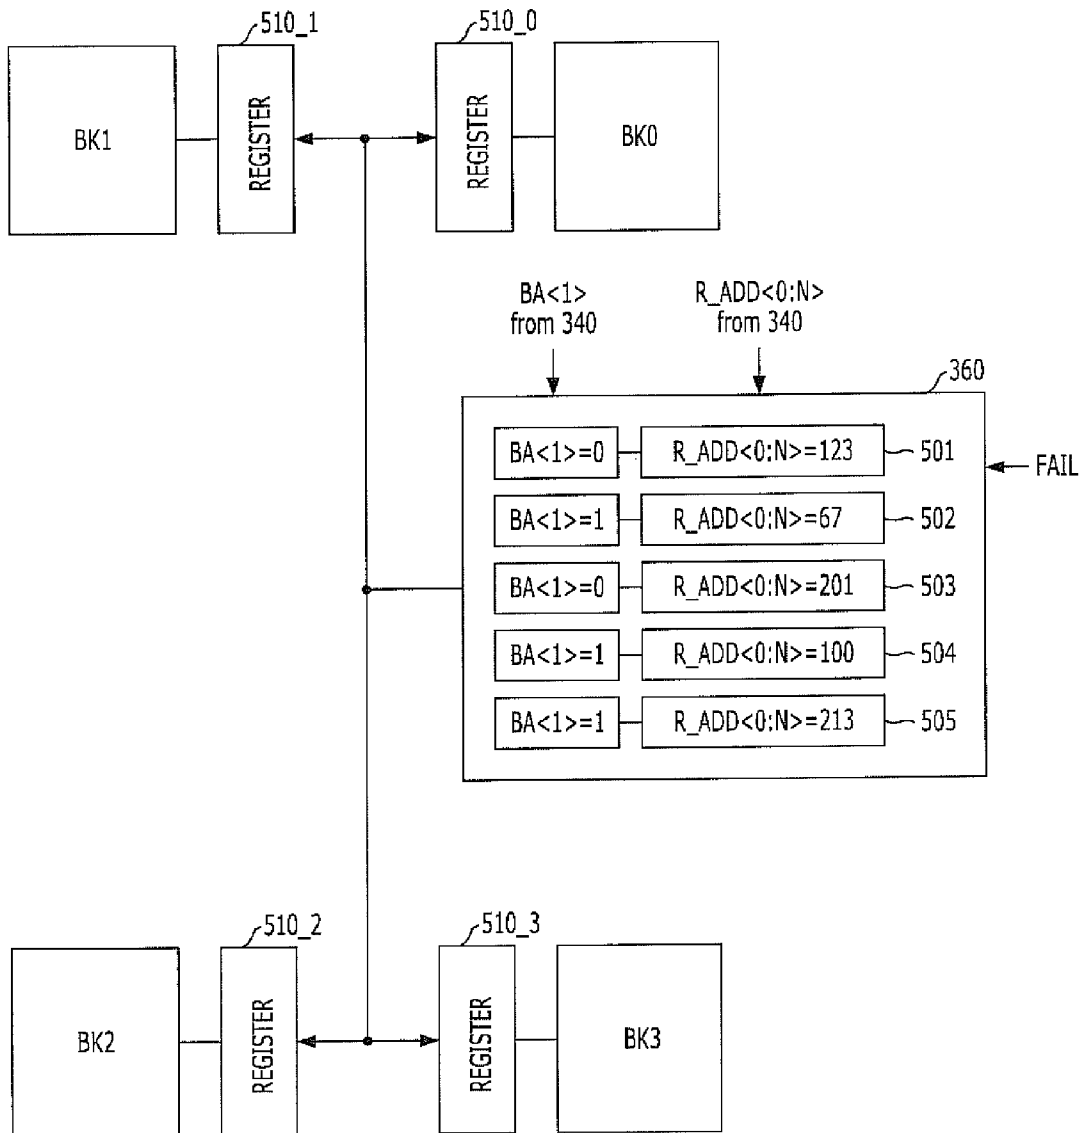 510_1
510_0
BK1
REGISTER
REGISTER
BK0
BA<1>
from 340
R_ADD<0:N>
from 340
360
BA<1>=0
R_ADD<0:N>=123
501
FAIL
BA<1>=1
R_ADD<0:N>=67
502
BA<1>=0
R_ADD<0:N>=201
503
BA<1>=1
R_ADD<0:N>=100
504
BA<1>=1
R_ADD<0:N>=213
505
510_2
510_3
BK2
REGISTER
REGISTER
BK3